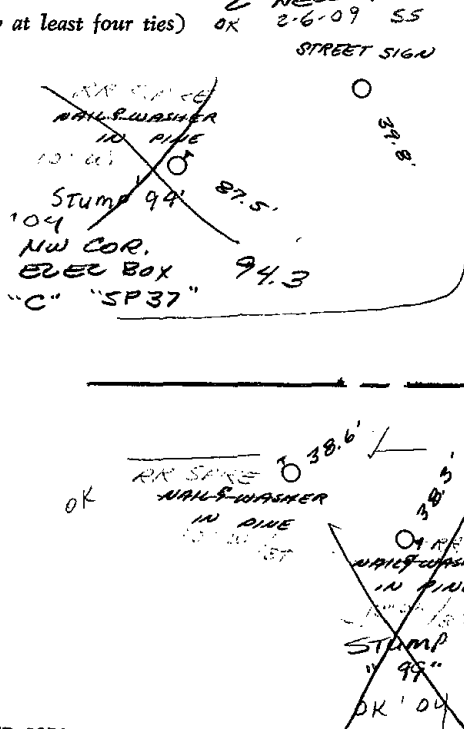 at least four ties) OK 2-6-09 SS
STREET SIGN
39.8'
RR SPIKE
NAIL & WASHER
IN PINE
Stump 94'
87.5'
'04
NW COR.
ELEC BOX
94.3
"C" "SP37"
38.6'
38.3'
RR SPIKE
OK
NAIL & WASHER
IN PINE
RR
NAIL & WASH
IN PINE
STUMP
"99"
OK '04